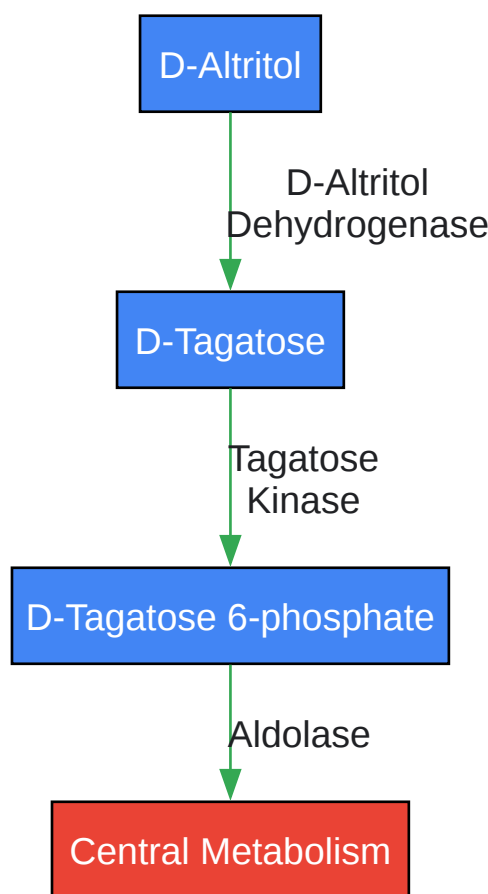 D-Altritol
D-Altritol
Dehydrogenase
D-Tagatose
Tagatose
Kinase
D-Tagatose 6-phosphate
Aldolase
Central Metabolism